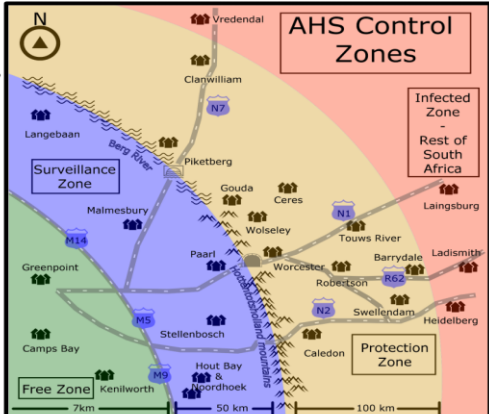 N
AHS Control
Zones
Vredendal
Clanwilliam
N7
Infected
Zone
-
Rest of
South
Africa
Langebaan
Berg River
Piketberg
Surveillance
Zone
Gouda
Ceres
Malmesbury
Wolseley
N1
Laingsburg
M14
Touws River
Ladismith
Greenpoint
Paarl
Worcester
Barrydale
Robertson
R62
Hottentotsholland mountains
N2
Swellendam
M5
Heidelberg
Stellenbosch
Camps Bay
Caledon
Protection
Zone
Free Zone
Kenilworth
M9
Hout Bay
&
Noordhoek
7km
50 km
100 km